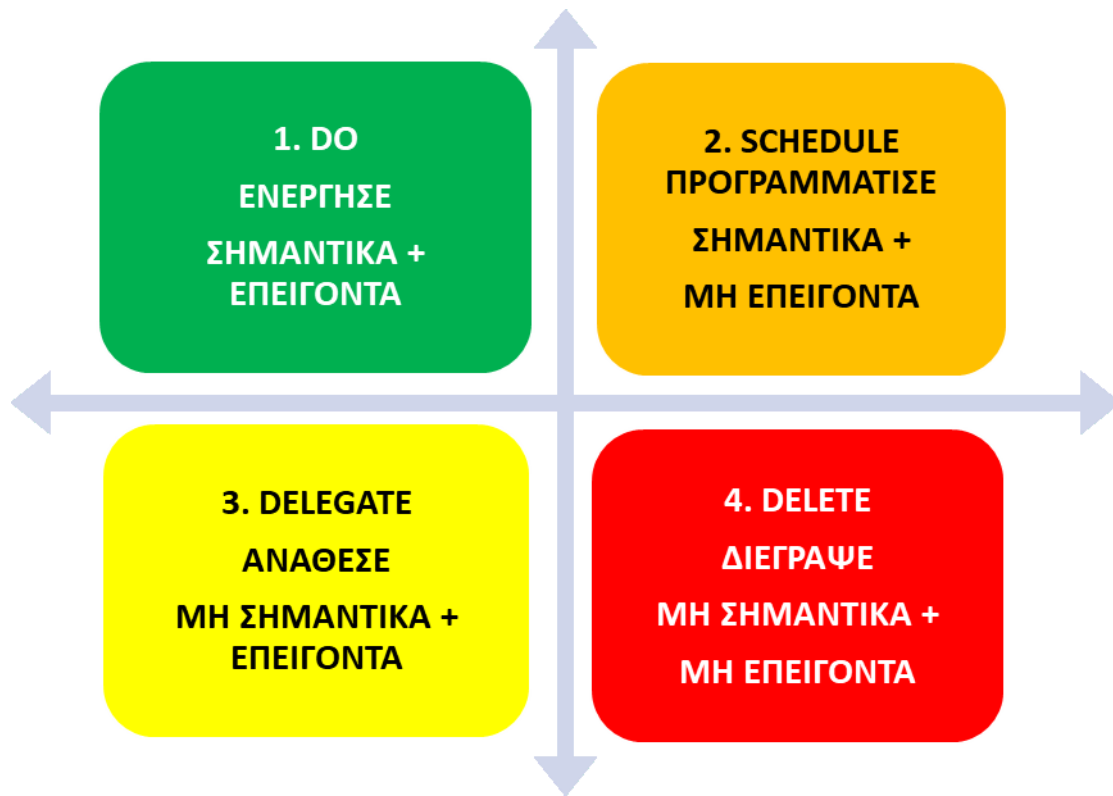 1. DO
ΕΝΕΡΓΗΣΕ
ΣΗΜΑΝΤΙΚΑ +
ΕΠΕΙΓΟΝΤΑ
2. SCHEDULE
ΠΡΟΓΡΑΜΜΑΤΙΣΕ
ΣΗΜΑΝΤΙΚΑ +
ΜΗ ΕΠΕΙΓΟΝΤΑ
3. DELEGATE
ΑΝΑΘΕΣΕ
ΜΗ ΣΗΜΑΝΤΙΚΑ +
ΕΠΕΙΓΟΝΤΑ
4. DELETE
ΔΙΕΓΡΑΨΕ
ΜΗ ΣΗΜΑΝΤΙΚΑ +
ΜΗ ΕΠΕΙΓΟΝΤΑ